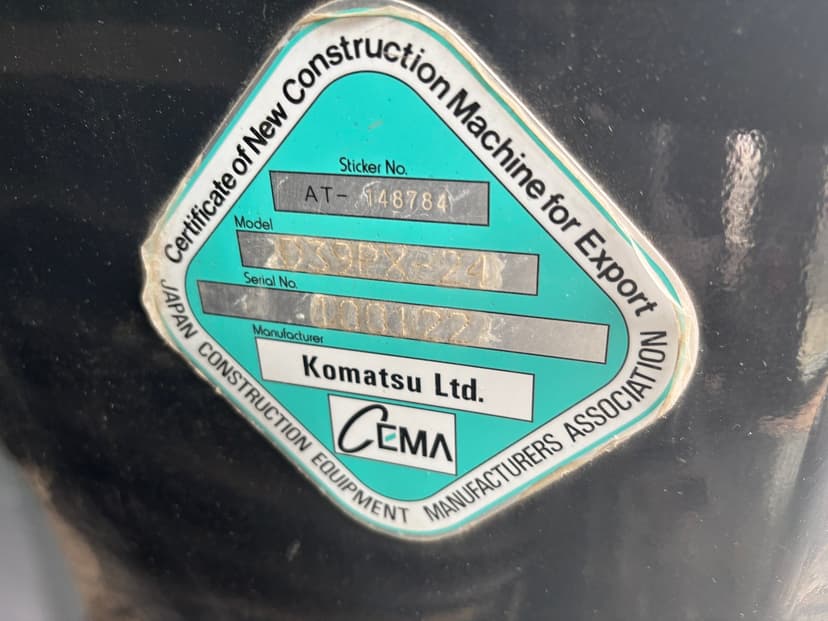 Certificate of New Construction Machine for Export
Sticker No.
AT- 148784
Model
D39PX-24
Serial No.
Manufacturer
Komatsu Ltd.
CEMA
JAPAN CONSTRUCTION EQUIPMENT MANUFACTURERS ASSOCIATION